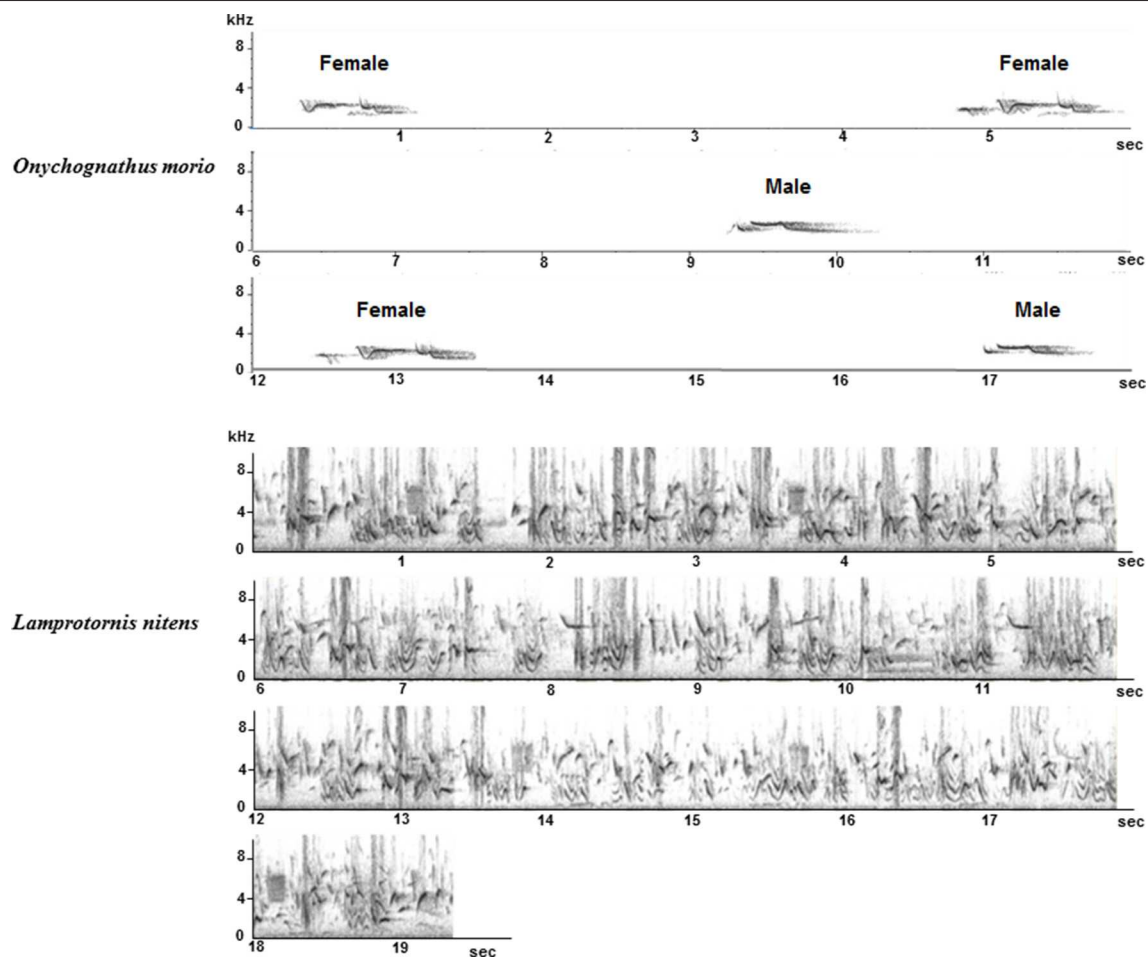 kHz
8
Female Female
4
0
1 2 3 4 5 sec
Onychognathus morio
8
Male
4
0
6 7 8 9 10 11 sec
8
Female Male
4
0
12 13 14 15 16 17 sec
kHz
8
4
0
1 2 3 4 5 sec
8
Lamprotornis nitens
4
0
6 7 8 9 10 11 sec
8
4
0
12 13 14 15 16 17 sec
8
4
0
18 19 sec